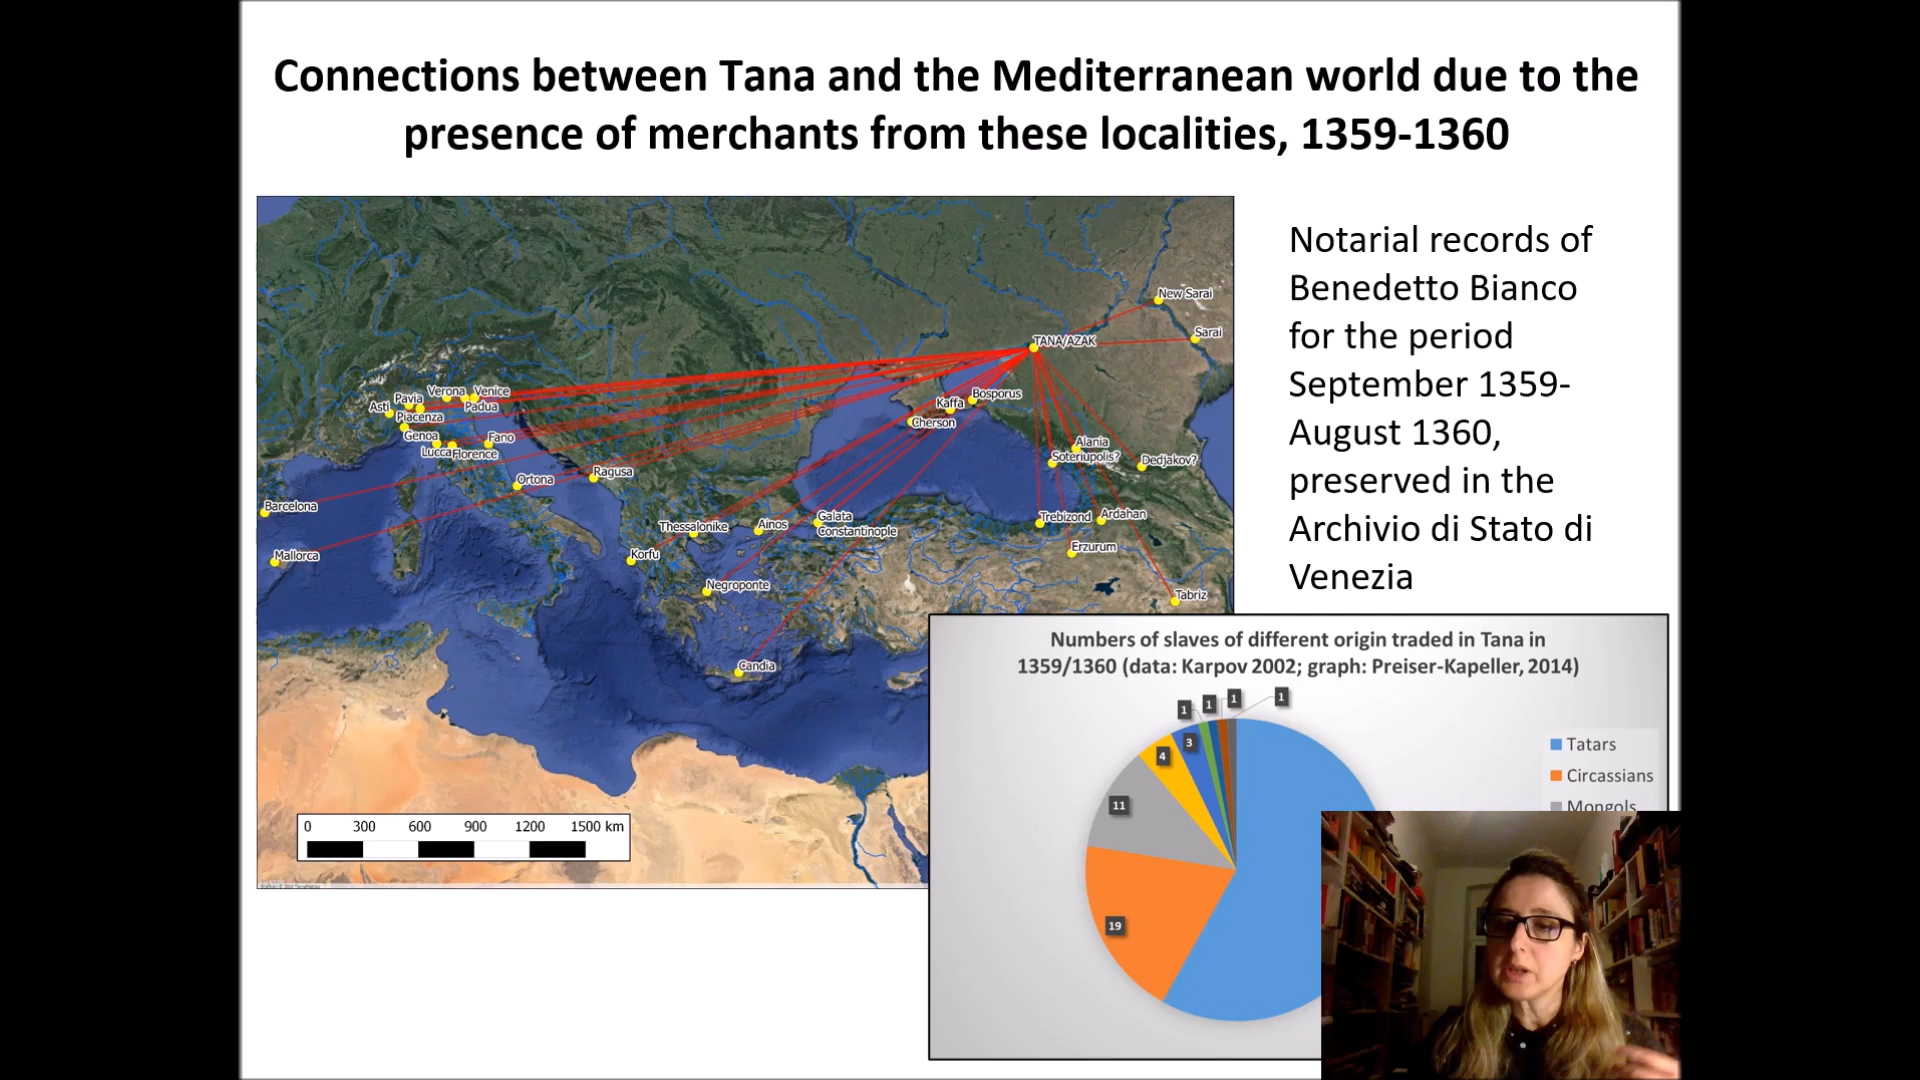 Connections between Tana and the Mediterranean world due to the
presence of merchants from these localities, 1359-1360
Notarial records of
Benedetto Bianco
for the period
September 1359-
August 1360,
preserved in the
Archivio di Stato di
Venezia
New Sarai
Sarai
TANA/AZAK
Verona
Venice
Pavia
Asti
Padua
Piacenza
Genoa
Fano
Lucca
Florence
Bosporus
Kaffa
Cherson
Alania
Soteriupolis?
Dedjakov?
Ragusa
Ortona
Barcelona
Mallorca
Thessalonike
Ainos
Galata
Constantinople
Trebizond
Ardahan
Erzurum
Korfu
Negroponte
Tabriz
Candia
0 300 600 900 1200 1500 km
Numbers of slaves of different origin traded in Tana in
1359/1360 (data: Karpov 2002; graph: Preiser-Kapeller, 2014)
1
1
1
1
3
4
11
19
Tatars
Circassians
Mongols